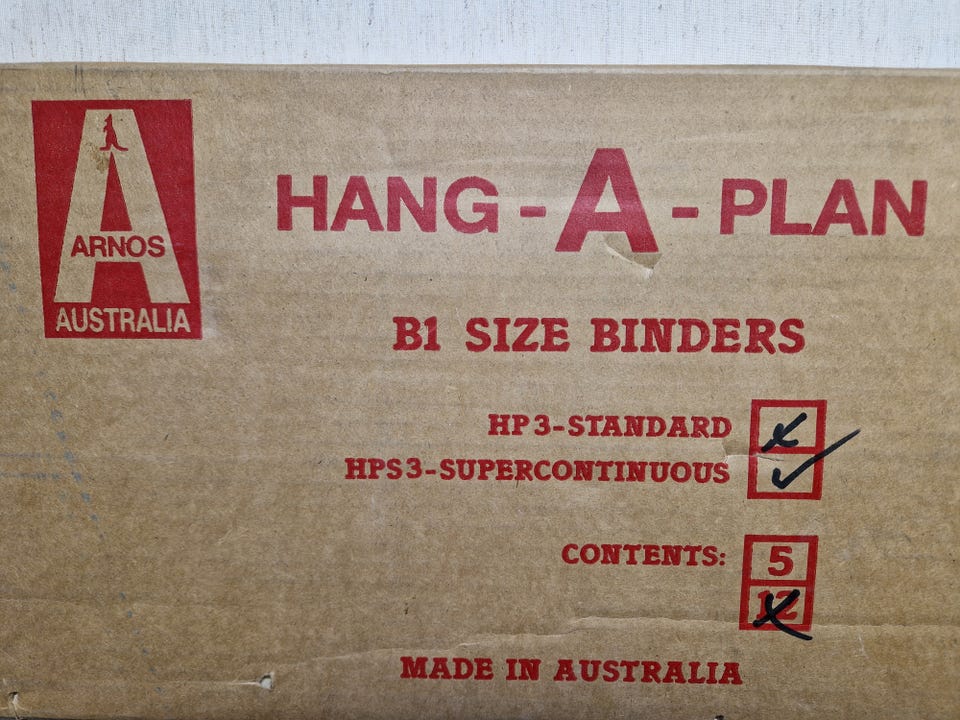 ARNOS
AUSTRALIA
HANG-A-PLAN
B1 SIZE BINDERS
HP3-STANDARD
HPS3-SUPERCONTINUOUS
CONTENTS: 5
12
MADE IN AUSTRALIA